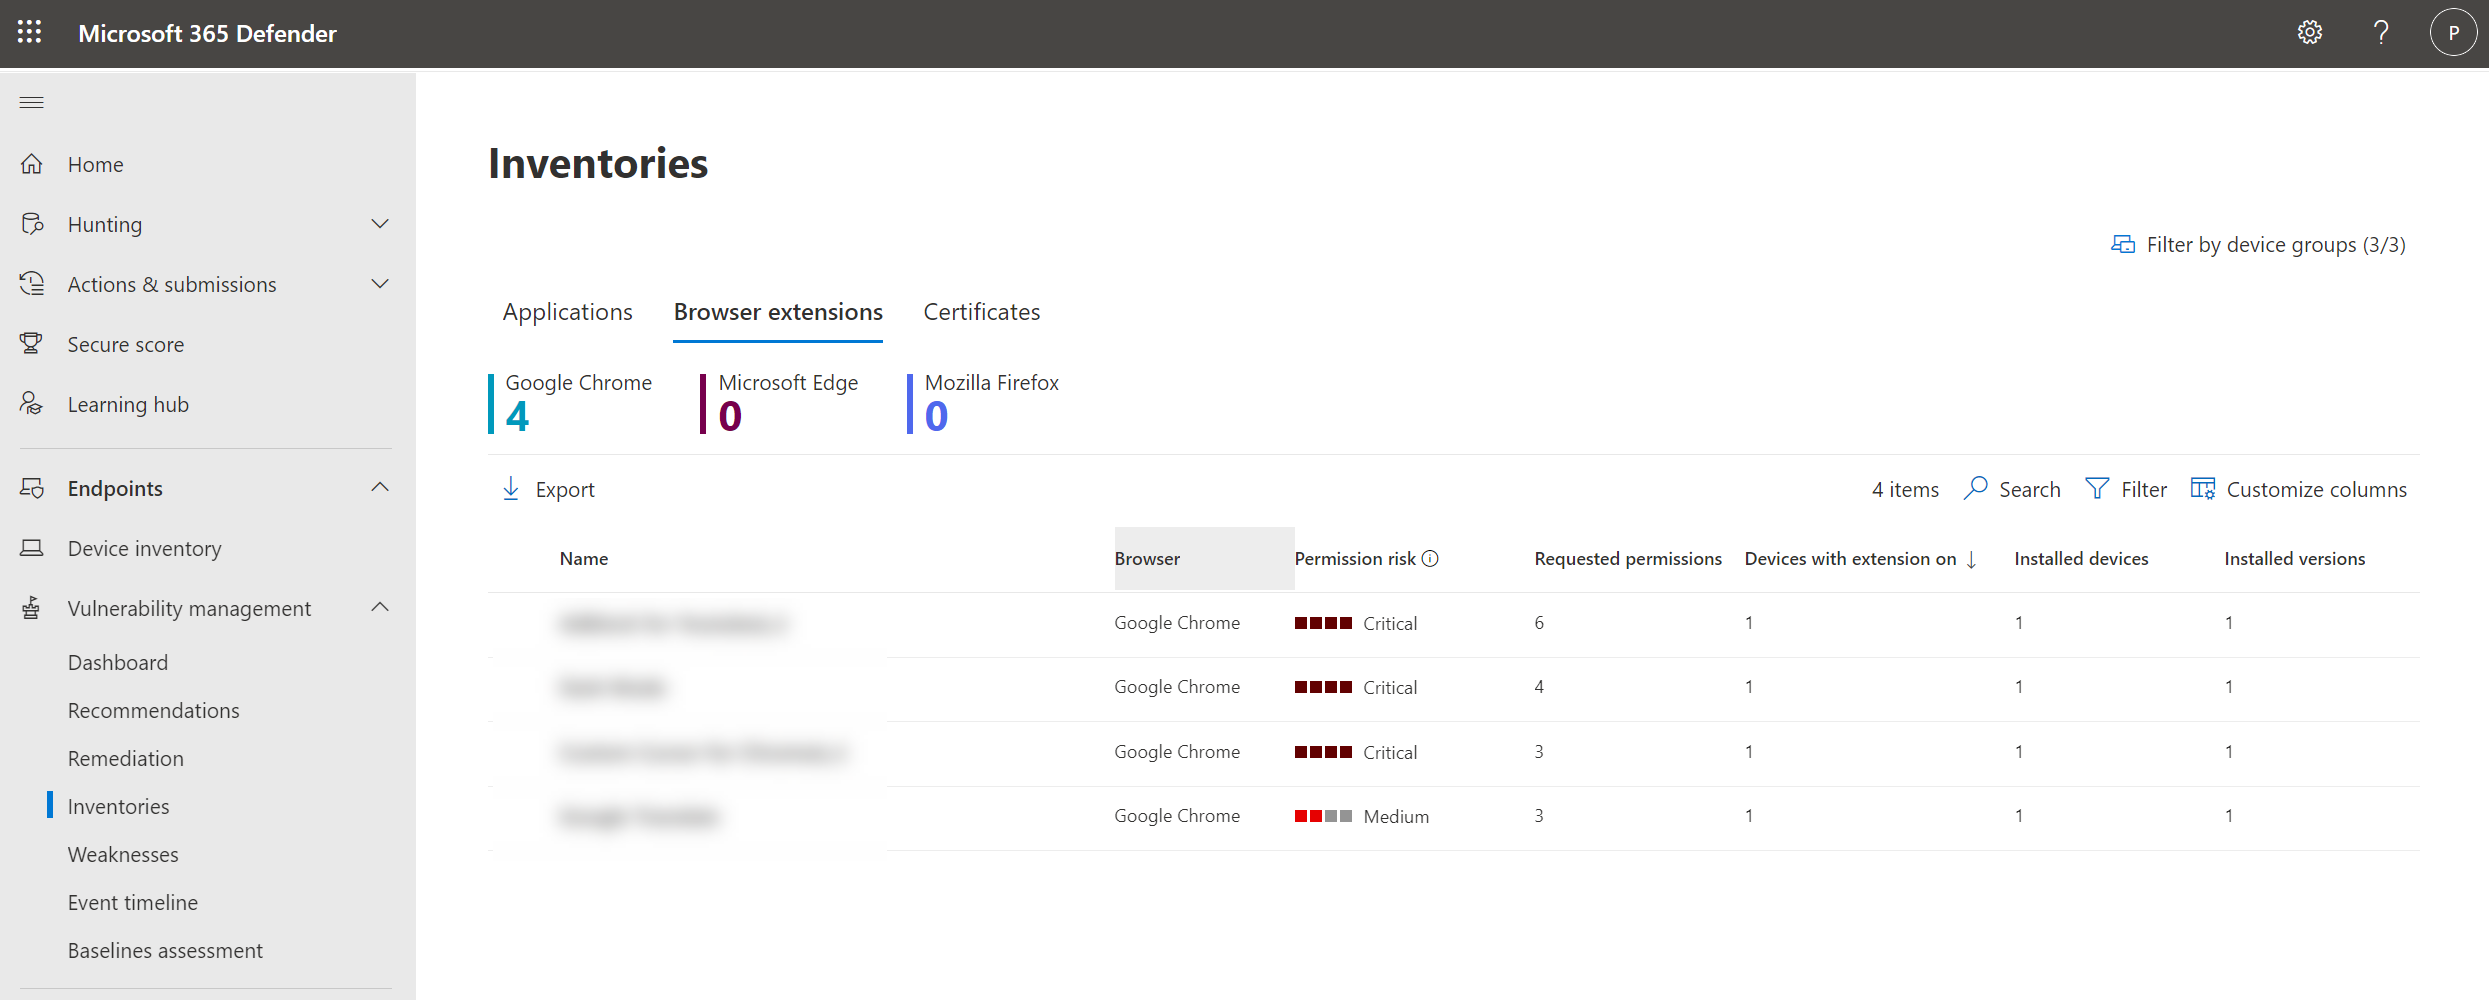 Microsoft 365 Defender
P
Home
Hunting
Actions & submissions
Secure score
Learning hub
Endpoints
Device inventory
Vulnerability management
Dashboard
Recommendations
Remediation
Inventories
Weaknesses
Event timeline
Baselines assessment
Inventories
Filter by device groups (3/3)
Applications Browser extensions Certificates
Google Chrome Microsoft Edge Mozilla Firefox
4 0 0
Export 4 items Search Filter Customize columns
Name Browser Permission risk Requested permissions Devices with extension on Installed devices Installed versions
Google Chrome Critical 6 1 1 1
Google Chrome Critical 4 1 1 1
Google Chrome Critical 3 1 1 1
Google Chrome Medium 3 1 1 1